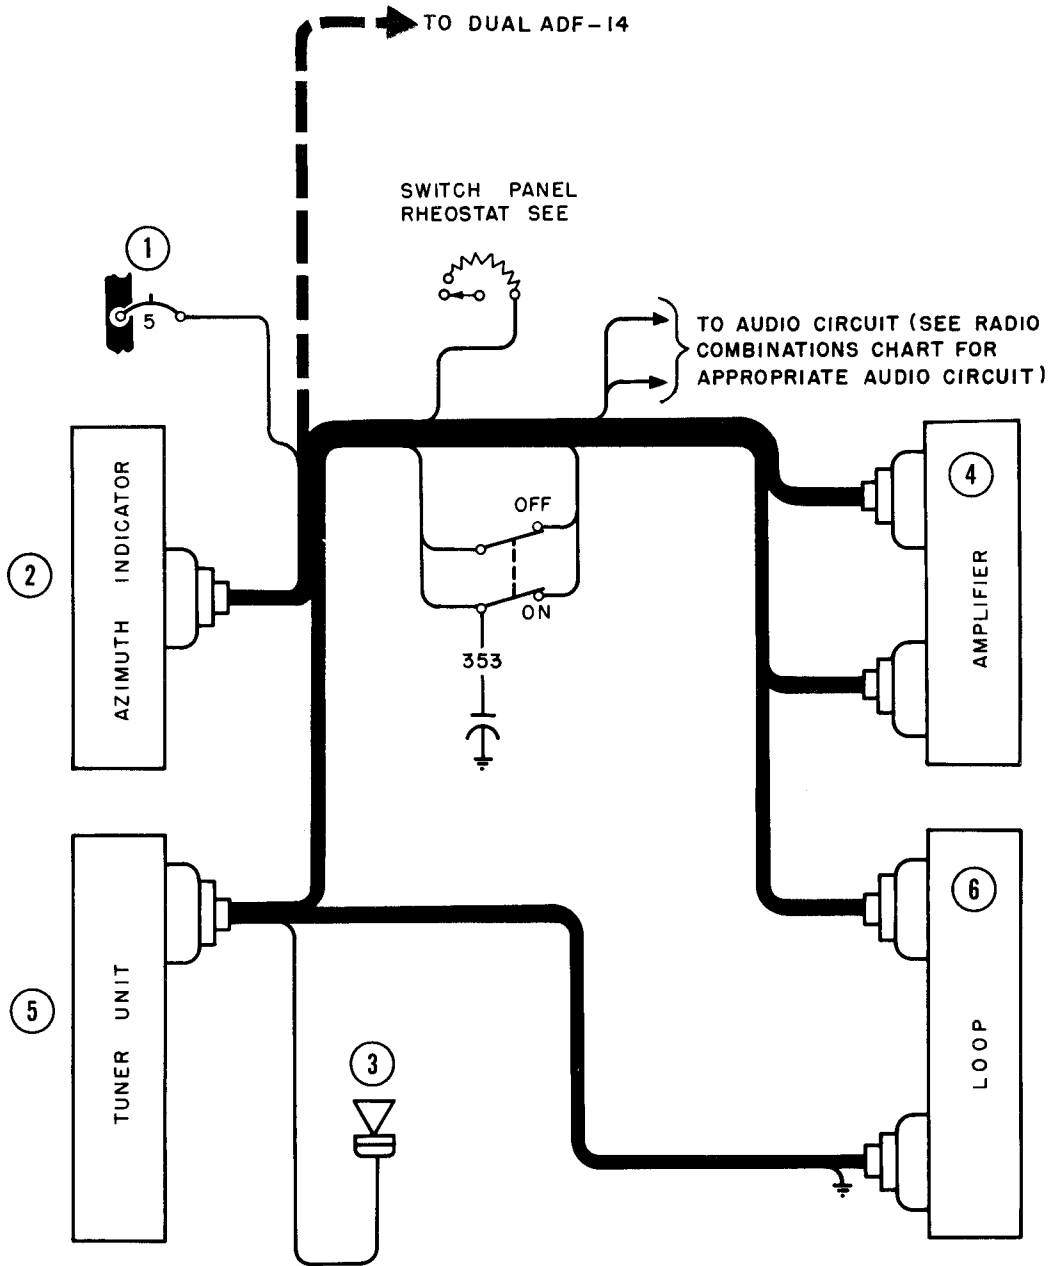 TO DUAL ADF-14
SWITCH PANEL
RHEOSTAT SEE
1
5
TO AUDIO CIRCUIT (SEE RADIO
COMBINATIONS CHART FOR
APPROPRIATE AUDIO CIRCUIT)
2
AZIMUTH INDICATOR
OFF
ON
353
4
AMPLIFIER
5
TUNER UNIT
3
6
LOOP